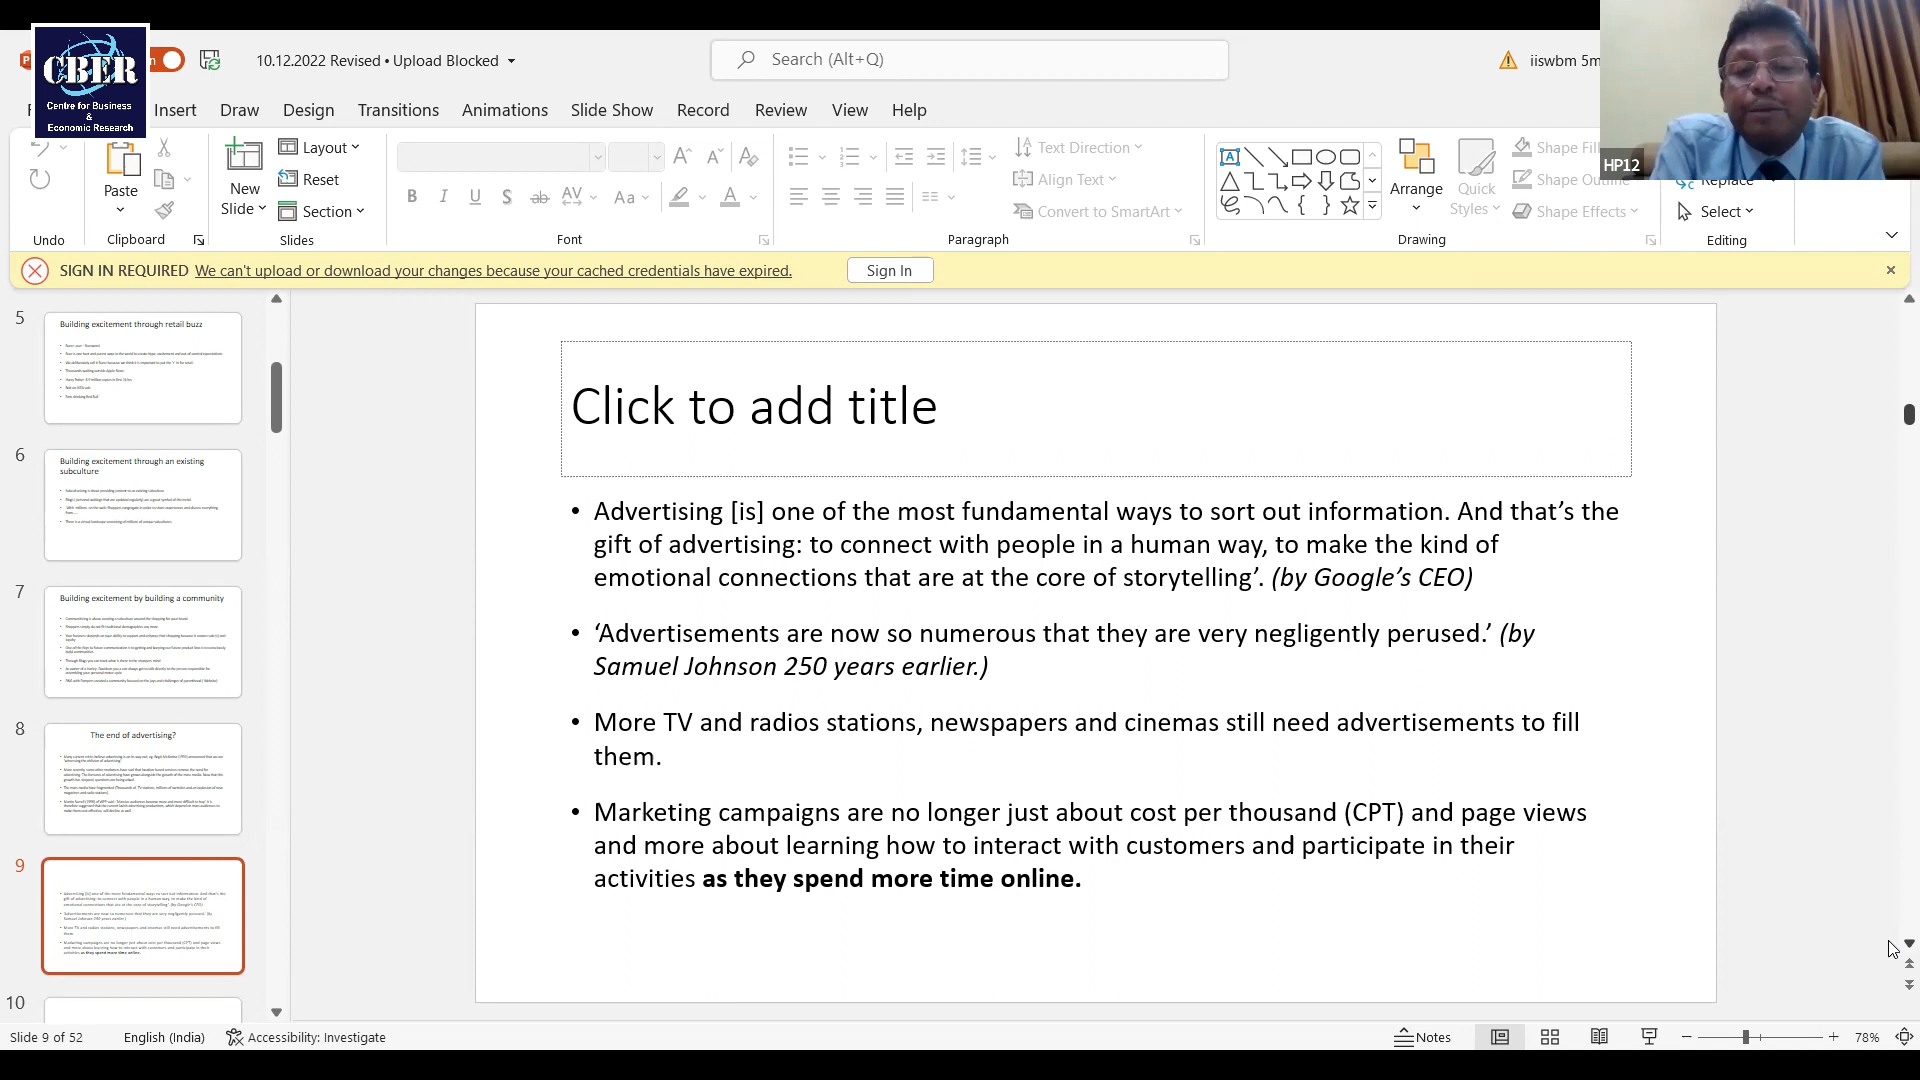 CBER
Centre for Business
&
Economic Research
10.12.2022 Revised • Upload Blocked
Search (Alt+Q)
iiswbm 5m
HP12
Insert Draw Design Transitions Animations Slide Show Record Review View Help
Paste
New
Slide
Layout
Reset
Section
Text Direction
Align Text
Convert to SmartArt
Arrange
Quick
Styles
Shape Fill
Shape Outline
Shape Effects
Replace
Select
Undo Clipboard Slides Font Paragraph Drawing Editing
SIGN IN REQUIRED We can't upload or download your changes because your cached credentials have expired. Sign In
5
Building excitement through retail buzz
6
Building excitement through an existing
subculture
7
Building excitement by building a community
8
The end of advertising?
9
10
Click to add title
• Advertising [is] one of the most fundamental ways to sort out information. And that’s the
gift of advertising: to connect with people in a human way, to make the kind of
emotional connections that are at the core of storytelling’. (by Google’s CEO)
• ‘Advertisements are now so numerous that they are very negligently perused.’ (by
Samuel Johnson 250 years earlier.)
• More TV and radios stations, newspapers and cinemas still need advertisements to fill
them.
• Marketing campaigns are no longer just about cost per thousand (CPT) and page views
and more about learning how to interact with customers and participate in their
activities as they spend more time online.
Slide 9 of 52 English (India) Accessibility: Investigate Notes 78%